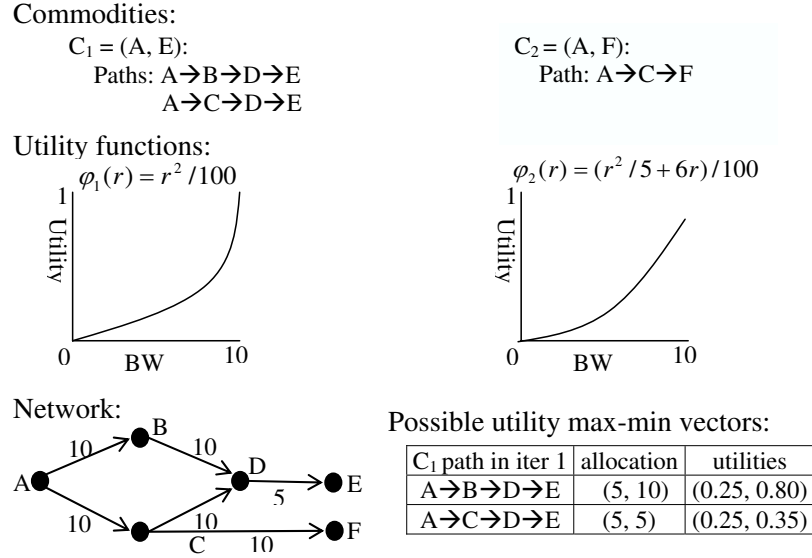 Commodities:
C₁ = (A, E):
Paths: A→B→D→E
A→C→D→E
C₂ = (A, F):
Path: A→C→F
Utility functions:
φ₁(r) = r²/100
1
Utility
0
BW
10
φ₂(r) = (r²/5 + 6r)/100
1
Utility
0
BW
10
Network:
B
10
10
A
D
E
5
10
10
C
10
F
Possible utility max-min vectors:
C₁ path in iter 1 allocation utilities
A→B→D→E (5, 10) (0.25, 0.80)
A→C→D→E (5, 5) (0.25, 0.35)